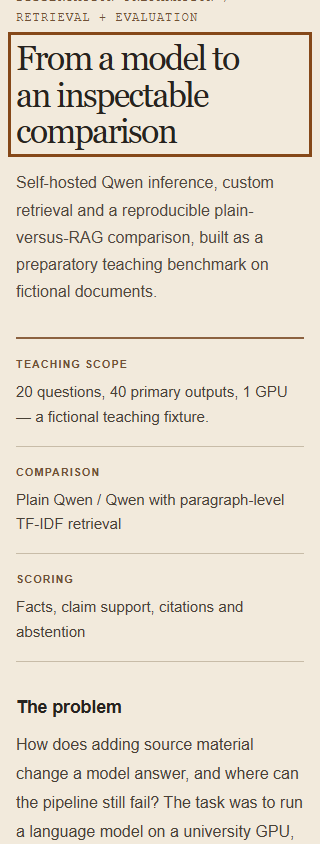 RETRIEVAL + EVALUATION
From a model to
an inspectable
comparison
Self-hosted Qwen inference, custom
retrieval and a reproducible plain-
versus-RAG comparison, built as a
preparatory teaching benchmark on
fictional documents.
TEACHING SCOPE
20 questions, 40 primary outputs, 1 GPU
— a fictional teaching fixture.
COMPARISON
Plain Qwen / Qwen with paragraph-level
TF-IDF retrieval
SCORING
Facts, claim support, citations and
abstention
The problem
How does adding source material
change a model answer, and where can
the pipeline still fail? The task was to run
a language model on a university GPU,